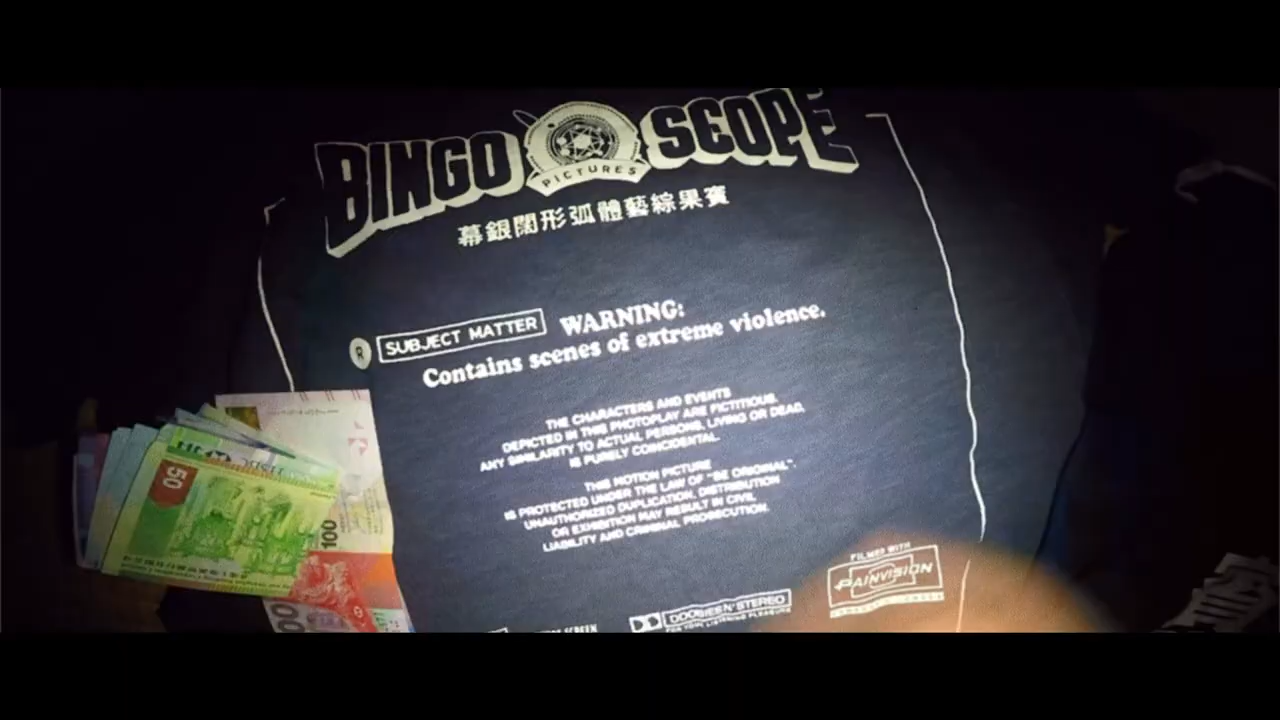 BINGO SCOPE
PICTURES
幕銀闊形弧體藝綜果賓
R SUBJECT MATTER WARNING:
Contains scenes of extreme violence.
THE CHARACTERS AND EVENTS
DEPICTED IN THIS PHOTOPLAY ARE FICTITIOUS.
ANY SIMILARITY TO ACTUAL PERSONS, LIVING OR DEAD,
IS PURELY COINCIDENTAL.
THIS MOTION PICTURE
IS PROTECTED UNDER THE LAW OF "BE ORIGINAL".
UNAUTHORIZED DUPLICATION, DISTRIBUTION
OR EXHIBITION MAY RESULT IN CIVIL
LIABILITY AND CRIMINAL PROSECUTION.
50
100
FILMED WITH
PAINVISION
SCREEN
STEREO
LISTENING PLEASURE